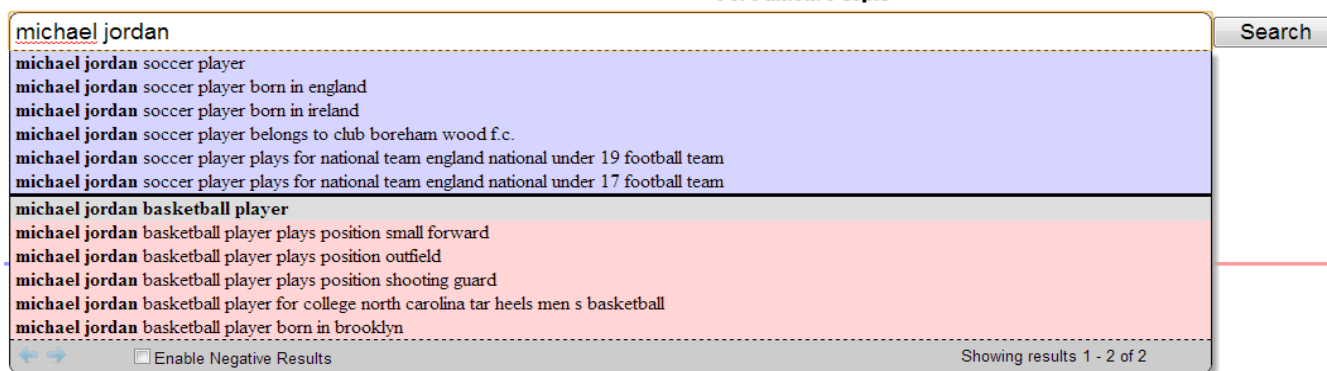 michael jordan
Search
michael jordan soccer player
michael jordan soccer player born in england
michael jordan soccer player born in ireland
michael jordan soccer player belongs to club boreham wood f.c.
michael jordan soccer player plays for national team england national under 19 football team
michael jordan soccer player plays for national team england national under 17 football team
michael jordan basketball player
michael jordan basketball player plays position small forward
michael jordan basketball player plays position outfield
michael jordan basketball player plays position shooting guard
michael jordan basketball player for college north carolina tar heels men s basketball
michael jordan basketball player born in brooklyn
Enable Negative Results
Showing results 1 - 2 of 2